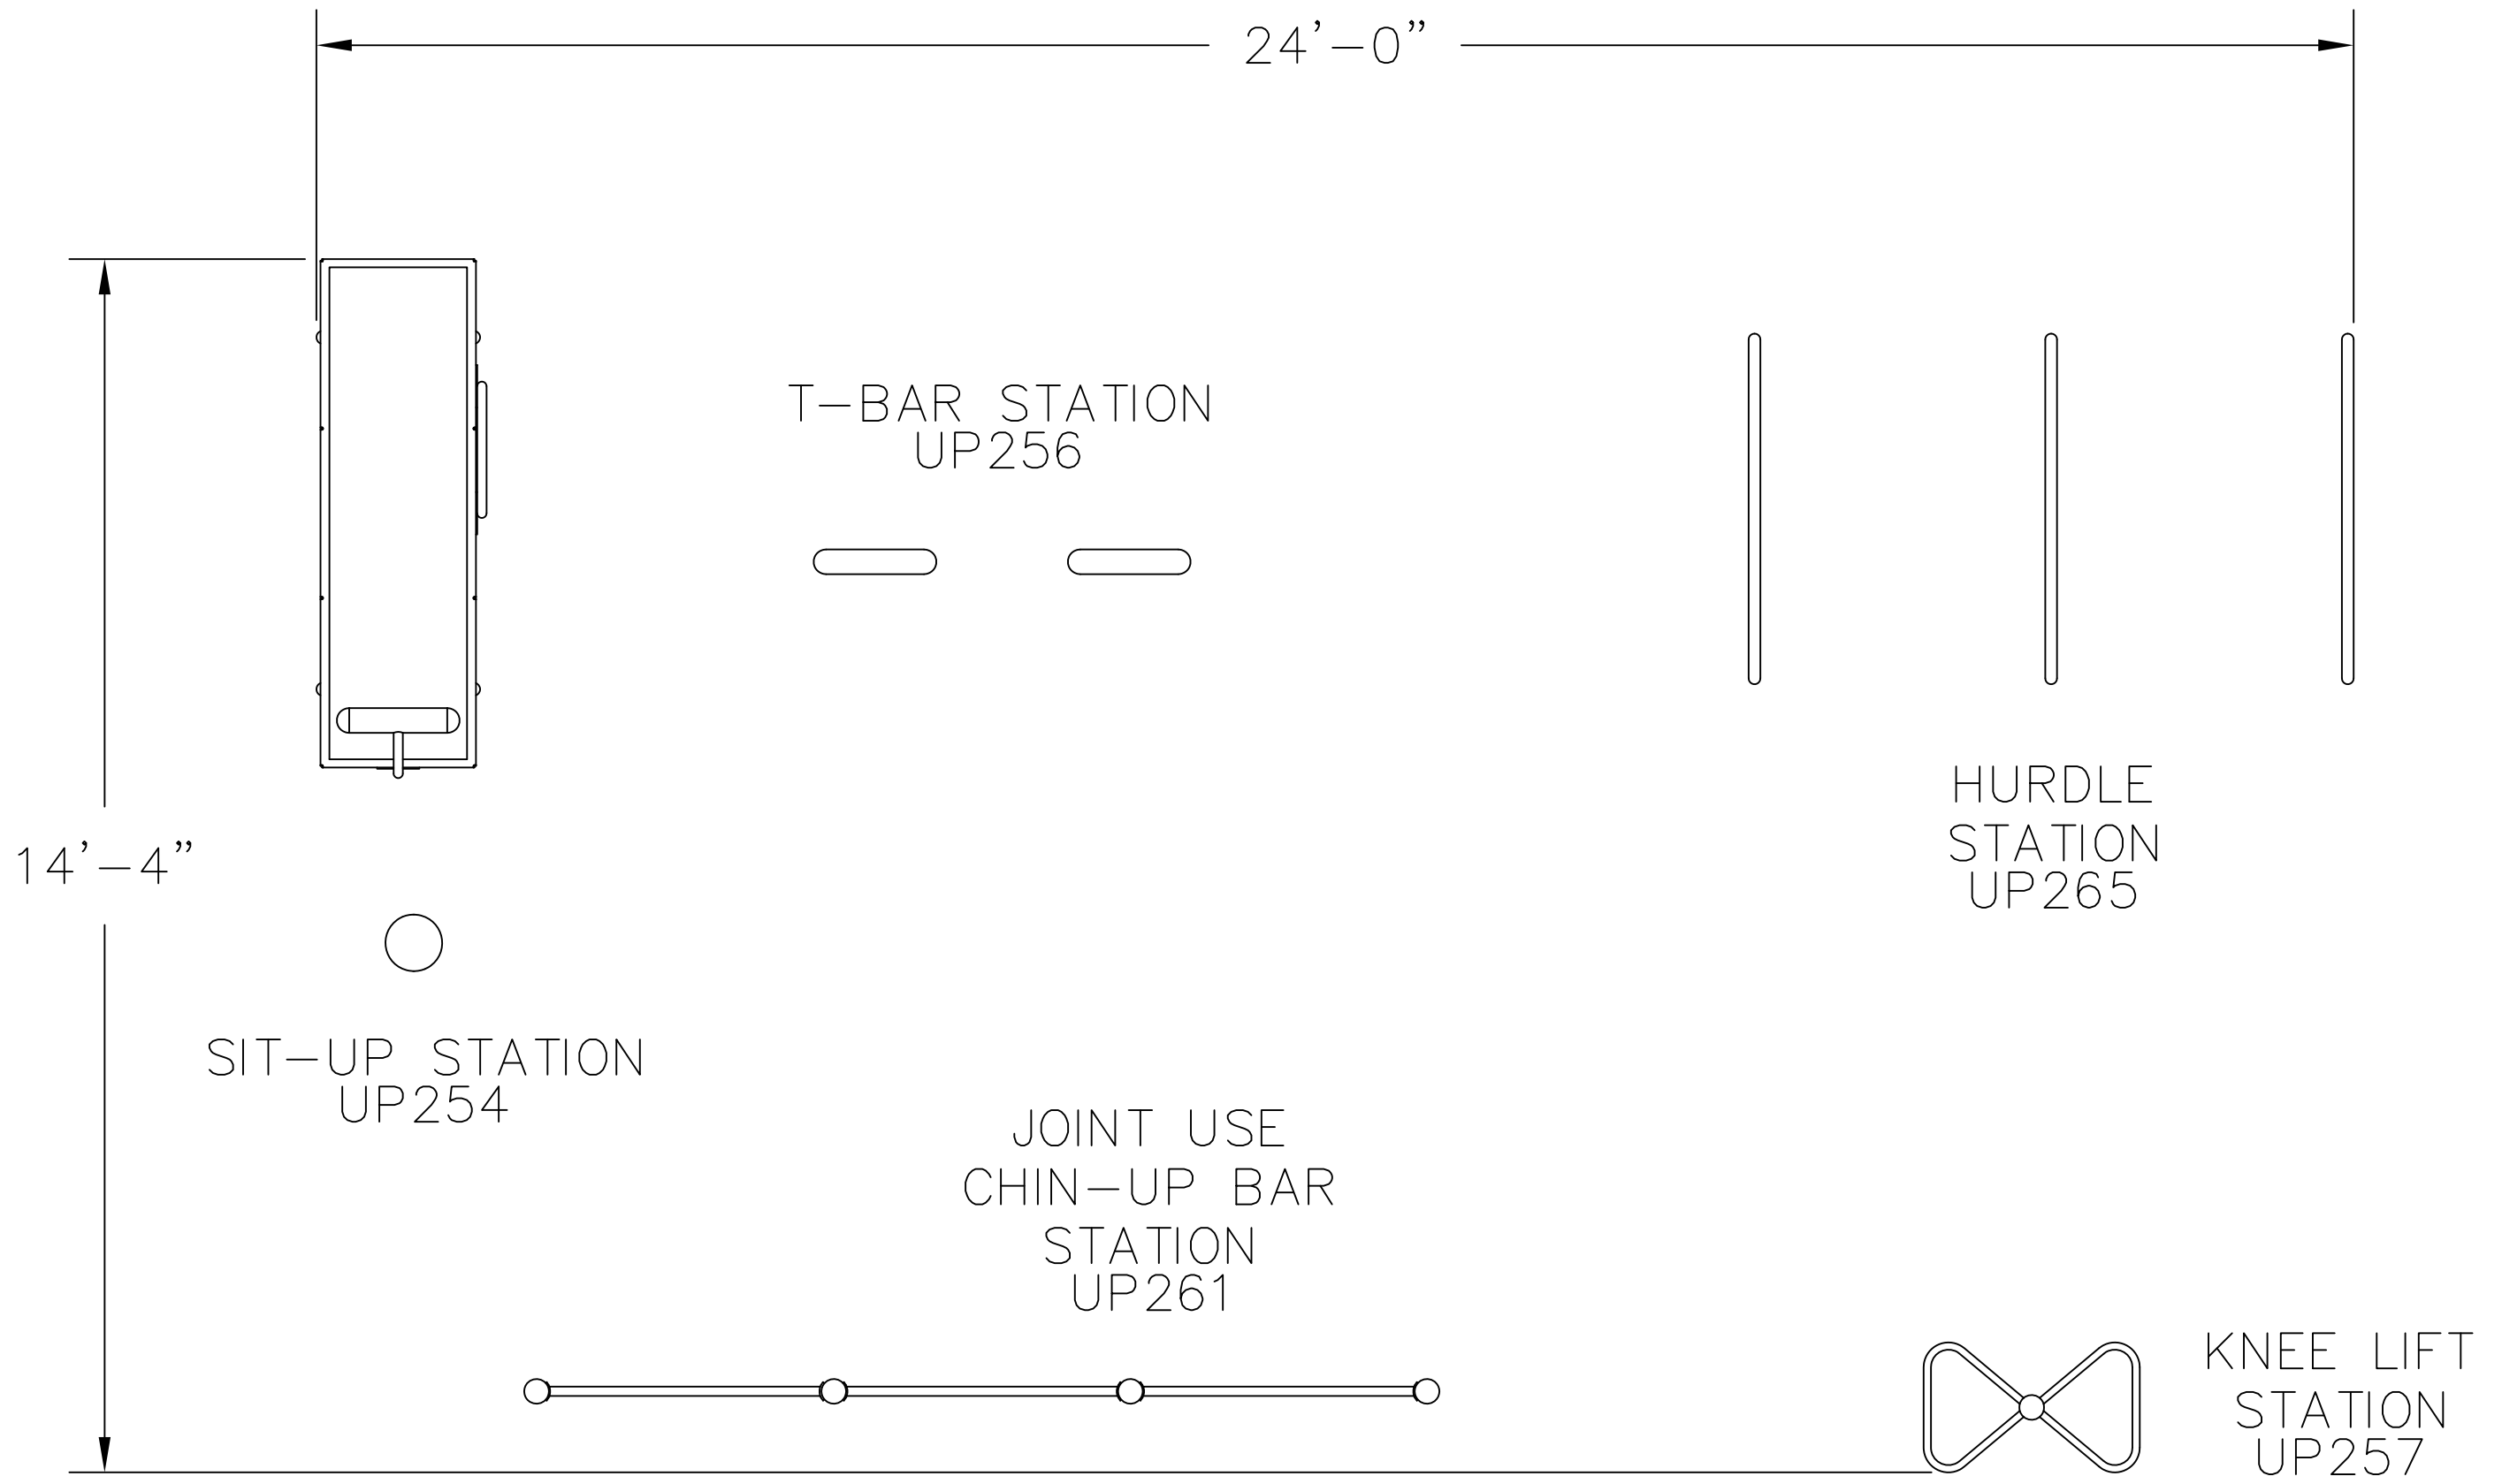 24'-0"
T-BAR STATION
UP256
14'-4"
HURDLE
STATION
UP265
SIT-UP STATION
UP254
JOINT USE
CHIN-UP BAR
STATION
UP261
KNEE LIFT
STATION
UP257